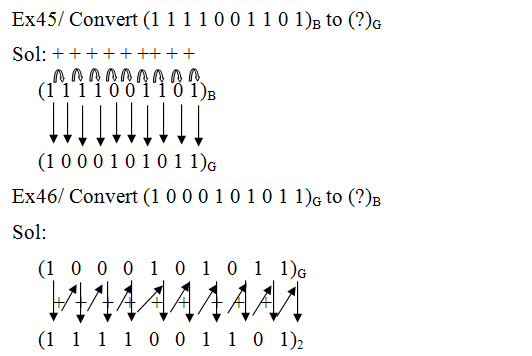 Ex45/ Convert (1 1 1 1 0 0 1 1 0 1)B to (?)G
Sol: + + + + + ++ + +
(1 1 1 1 0 0 1 1 0 1)B
(1 0 0 0 1 0 1 0 1 1)G
Ex46/ Convert (1 0 0 0 1 0 1 0 1 1)G to (?)B
Sol:
(1 0 0 0 1 0 1 0 1 1)G
+ + + + + + + + +
(1 1 1 1 0 0 1 1 0 1)2